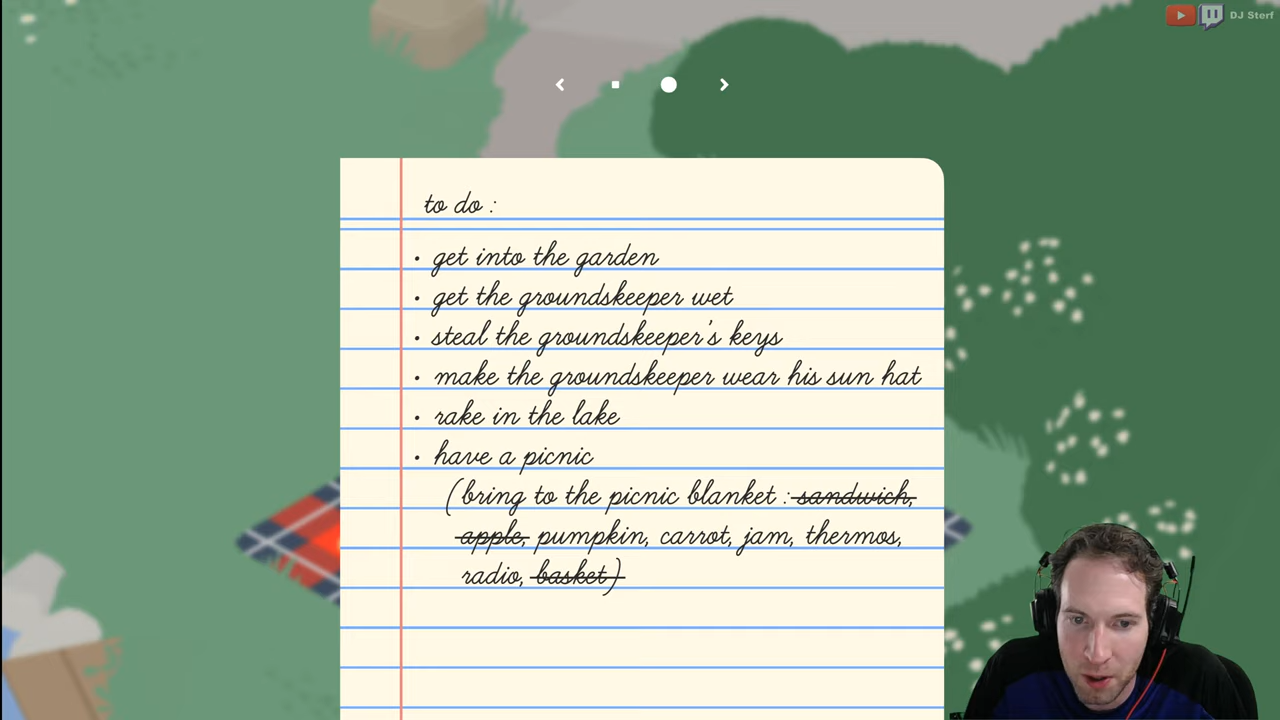 DJ Sterf
to do :
• get into the garden
• get the groundskeeper wet
• steal the groundskeeper's keys
• make the groundskeeper wear his sun hat
• rake in the lake
• have a picnic
(bring to the picnic blanket : sandwich,
apple, pumpkin, carrot, jam, thermos,
radio, basket)